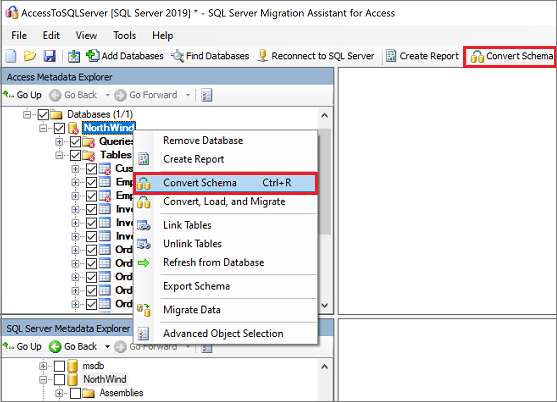 AccessToSQLServer [SQL Server 2019] * - SQL Server Migration Assistant for Access
File Edit View Tools Help
Add Databases Find Databases Reconnect to SQL Server Create Report Convert Schema
Access Metadata Explorer
Go Up Go Back Go Forward
Databases (1/1)
NorthWind
Queries
Tables
Cus
Emp
Emp
Inve
Inve
Ord
Ord
Ord
Ord
Remove Database
Create Report
Convert Schema Ctrl+R
Convert, Load, and Migrate
Link Tables
Unlink Tables
Refresh from Database
Export Schema
Migrate Data
Advanced Object Selection
SQL Server Metadata Explorer
Go Up Go Back Go Forward
msdb
NorthWind
Assemblies